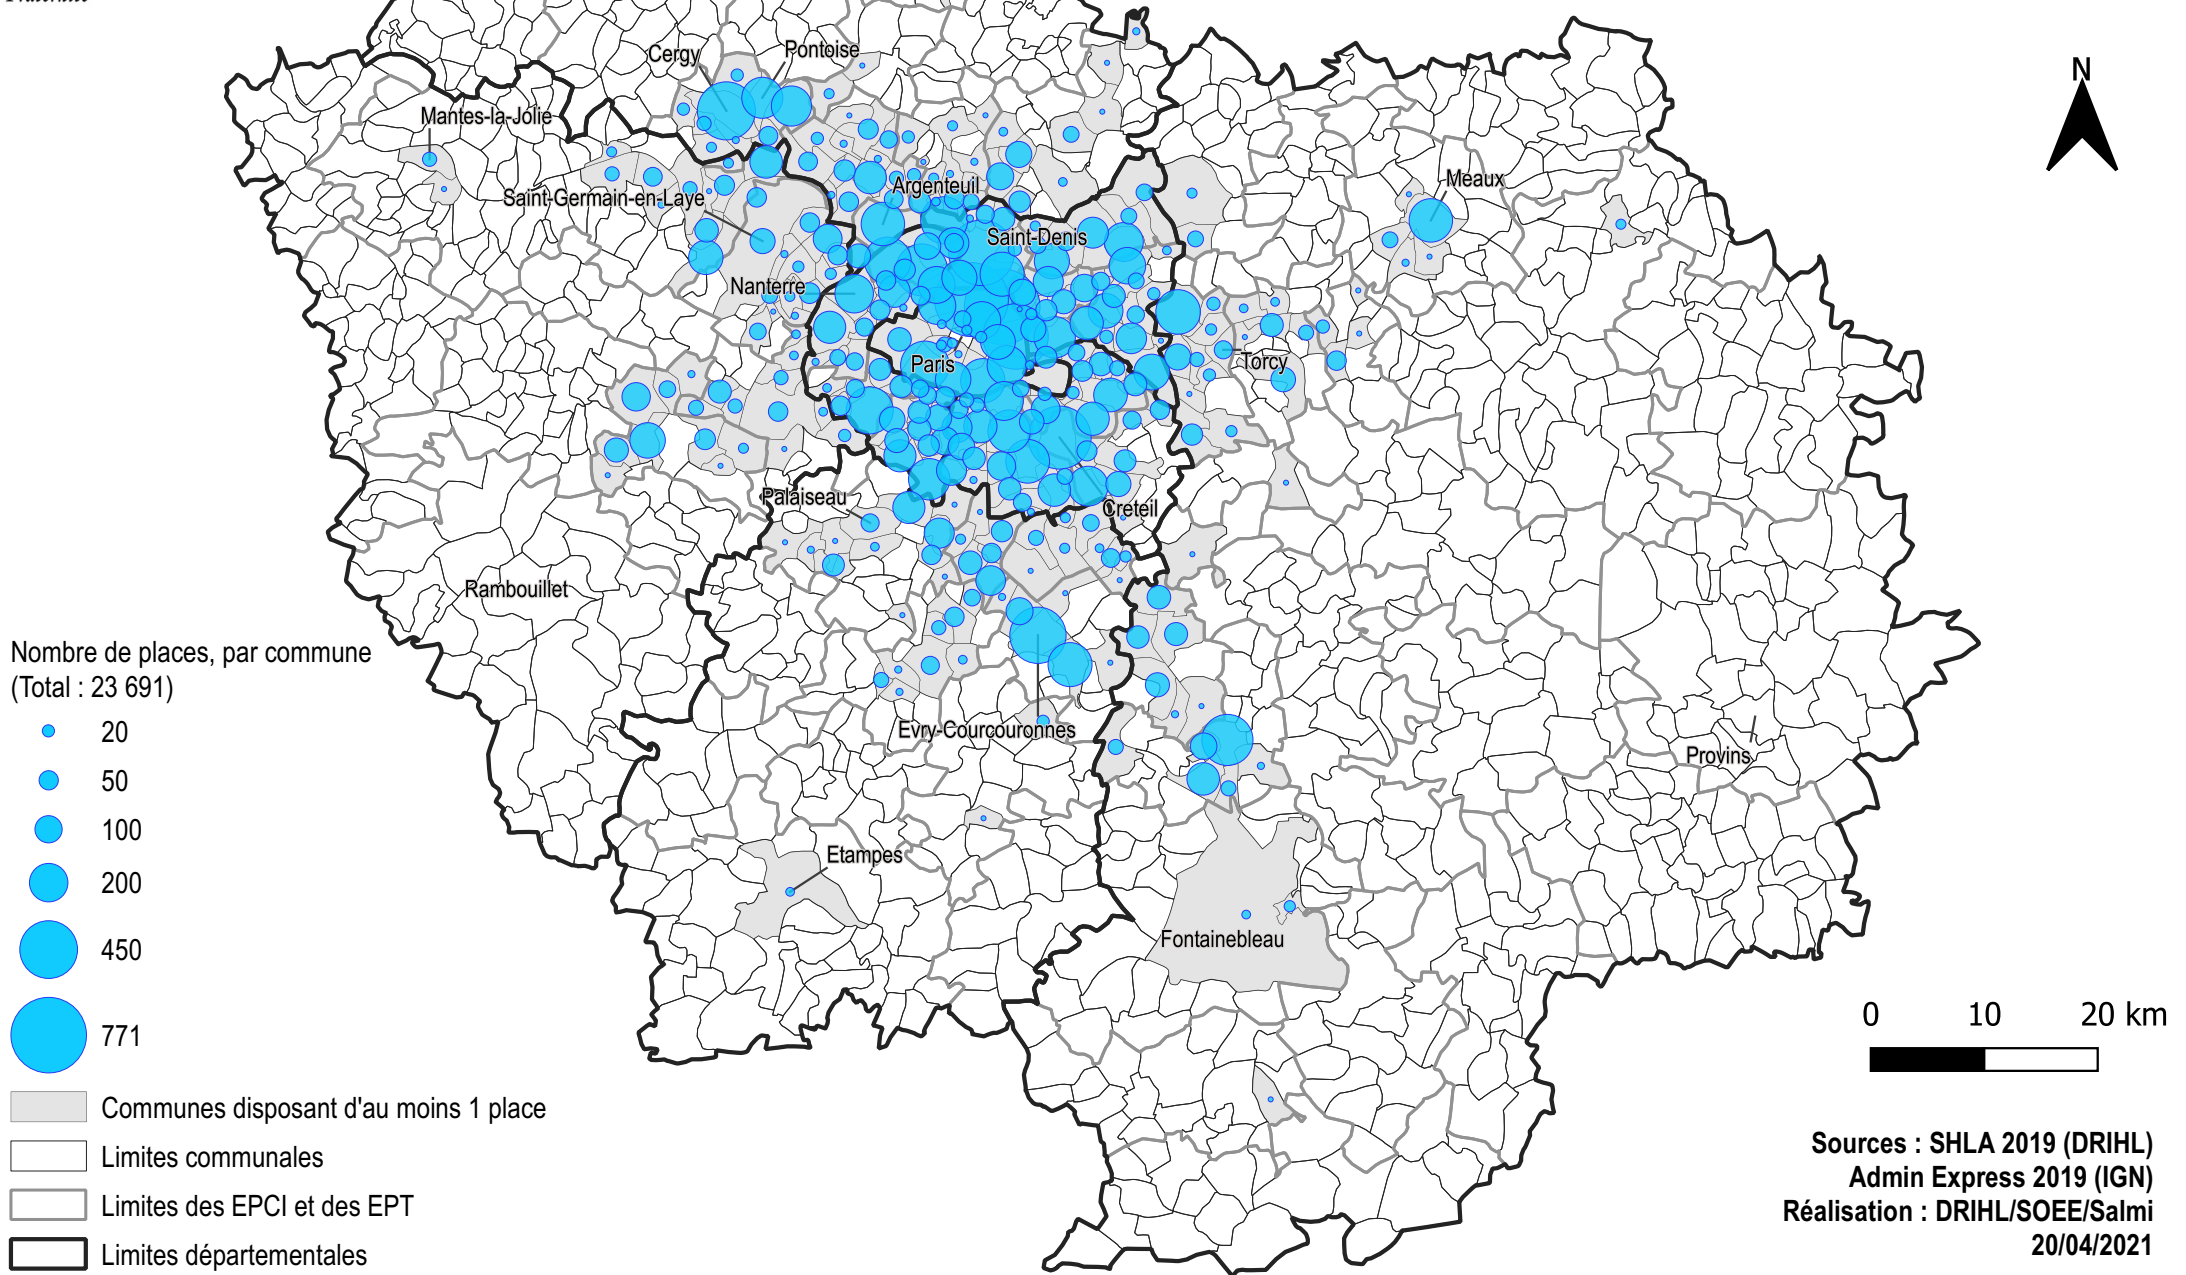 Cergy
Pontoise
Mantes-la-Jolie
N
Saint-Germain-en-Laye
Argenteuil
Meaux
Saint-Denis
Nanterre
Paris
Torcy
Palaiseau
Creteil
Rambouillet
Evry-Courcouronnes
Provins
Etampes
Fontainebleau
Nombre de places, par commune
(Total : 23 691)
20
50
100
200
450
771
Communes disposant d'au moins 1 place
Limites communales
Limites des EPCI et des EPT
Limites départementales
0 10 20 km
Sources : SHLA 2019 (DRIHL)
Admin Express 2019 (IGN)
Réalisation : DRIHL/SOEE/Salmi
20/04/2021